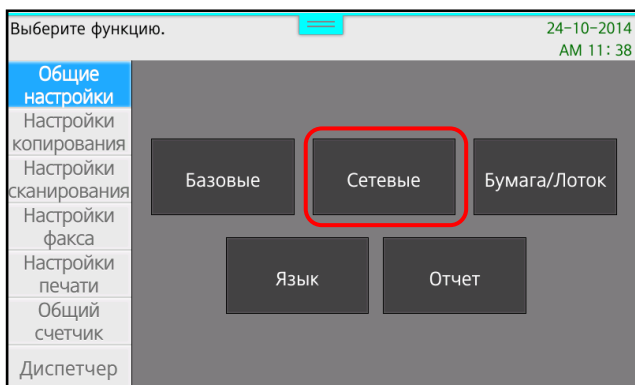 Выберите функцию.
24-10-2014
AM 11: 38
Общие
настройки
Настройки
копирования
Настройки
сканирования
Настройки
факса
Настройки
печати
Общий
счетчик
Диспетчер
Базовые
Сетевые
Бумага/Лоток
Язык
Отчет